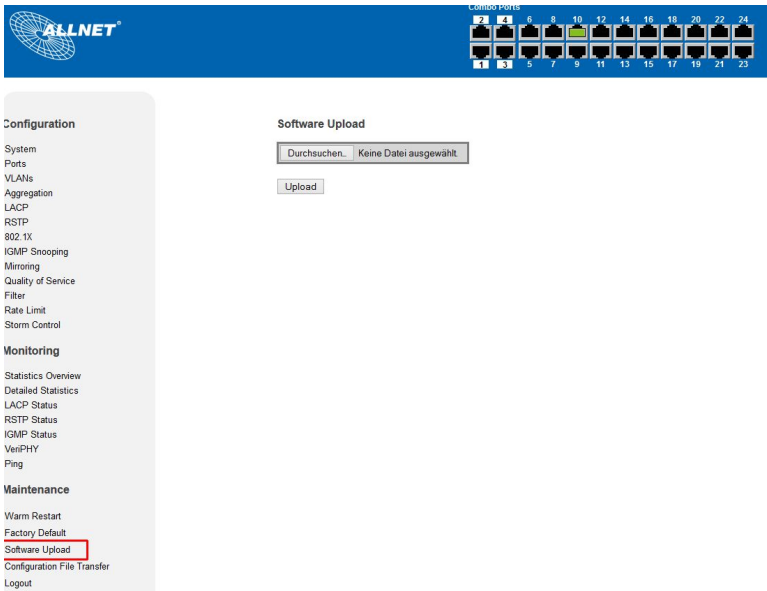 ALLNET®
Combo Ports
2 4 6 8 10 12 14 16 18 20 22 24
1 3 5 7 9 11 13 15 17 19 21 23
Configuration
System
Ports
VLANs
Aggregation
LACP
RSTP
802.1X
IGMP Snooping
Mirroring
Quality of Service
Filter
Rate Limit
Storm Control
Monitoring
Statistics Overview
Detailed Statistics
LACP Status
RSTP Status
IGMP Status
VeriPHY
Ping
Maintenance
Warm Restart
Factory Default
Software Upload
Configuration File Transfer
Logout
Software Upload
Durchsuchen... Keine Datei ausgewählt.
Upload